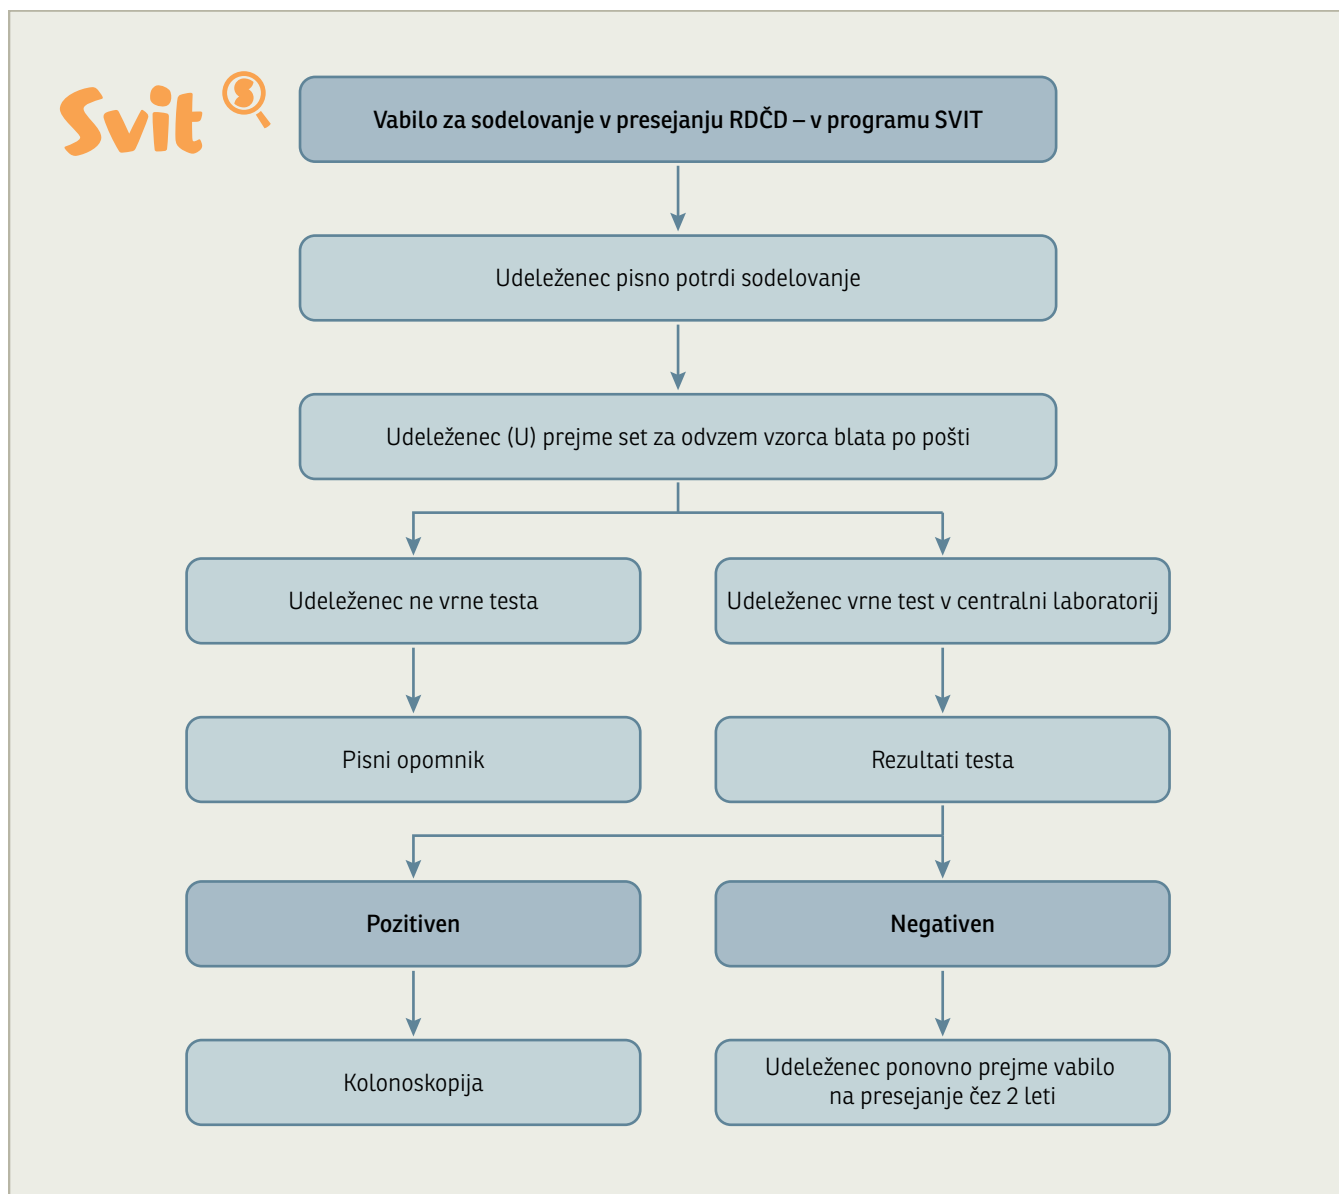 Svit
Vabilo za sodelovanje v presejanju RDČD – v programu SVIT
Udeleženec pisno potrdi sodelovanje
Udeleženec (U) prejme set za odvzem vzorca blata po pošti
Udeleženec ne vrne testa
Udeleženec vrne test v centralni laboratorij
Pisni opomnik
Rezultati testa
Pozitiven
Negativen
Kolonoskopija
Udeleženec ponovno prejme vabilo
na presejanje čez 2 leti